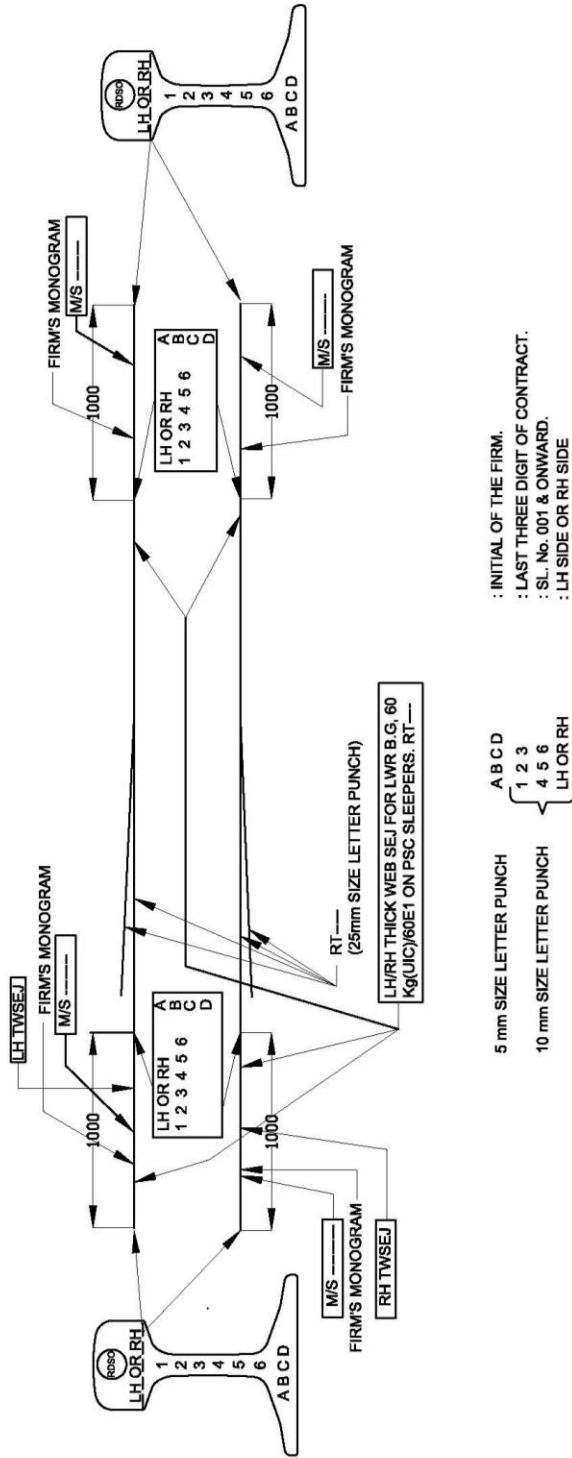 RDSO
LH OR RH
1
2
3
4
5
6
A B C D
LH TWSEJ
FIRM'S MONOGRAM
M/S -----
1000
LH OR RH
1 2 3 4 5 6
A
B
C
D
1000
M/S ------
FIRM'S MONOGRAM
RH TWSEJ
RT---
(25mm SIZE LETTER PUNCH)
LH/RH THICK WEB SEJ FOR LWR B.G, 60
Kg(UIC)/60E1 ON PSC SLEEPERS. RT---
FIRM'S MONOGRAM
M/S -----
1000
LH OR RH
1 2 3 4 5 6
A
B
C
D
1000
M/S -----
FIRM'S MONOGRAM
RDSO
LH OR RH
1
2
3
4
5
6
A B C D
5 mm SIZE LETTER PUNCH A B C D : INITIAL OF THE FIRM.
1 2 3 : LAST THREE DIGIT OF CONTRACT.
10 mm SIZE LETTER PUNCH 4 5 6 : SL. No. 001 & ONWARD.
LH OR RH : LH SIDE OR RH SIDE